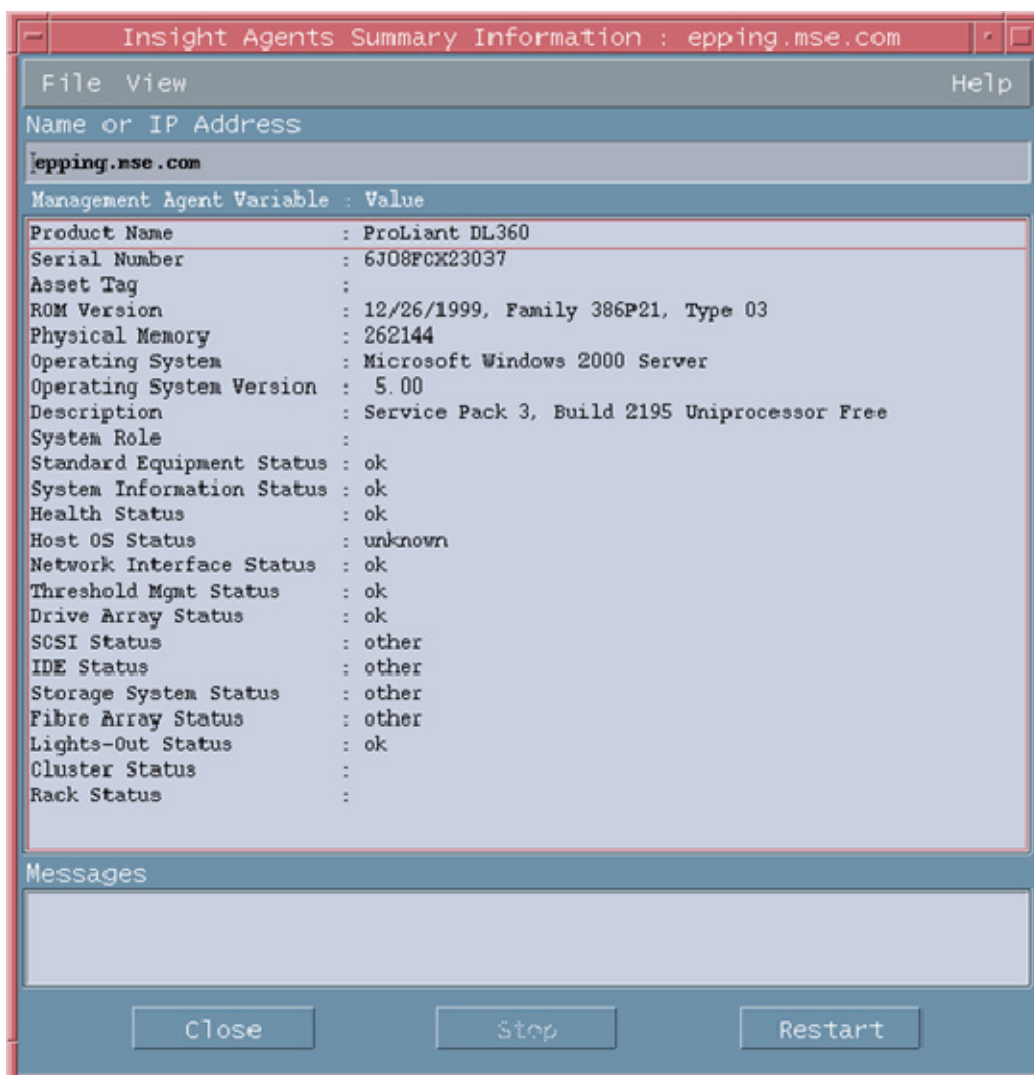 Insight Agents Summary Information : epping.mse.com
File View Help
Name or IP Address
epping.mse.com
Management Agent Variable : Value
Product Name : ProLiant DL360
Serial Number : 6J08FCX23037
Asset Tag :
ROM Version : 12/26/1999, Family 386P21, Type 03
Physical Memory : 262144
Operating System : Microsoft Windows 2000 Server
Operating System Version : 5.00
Description : Service Pack 3, Build 2195 Uniprocessor Free
System Role :
Standard Equipment Status : ok
System Information Status : ok
Health Status : ok
Host OS Status : unknown
Network Interface Status : ok
Threshold Mgmt Status : ok
Drive Array Status : ok
SCSI Status : other
IDE Status : other
Storage System Status : other
Fibre Array Status : other
Lights-Out Status : ok
Cluster Status :
Rack Status :
Messages
Close Stop Restart